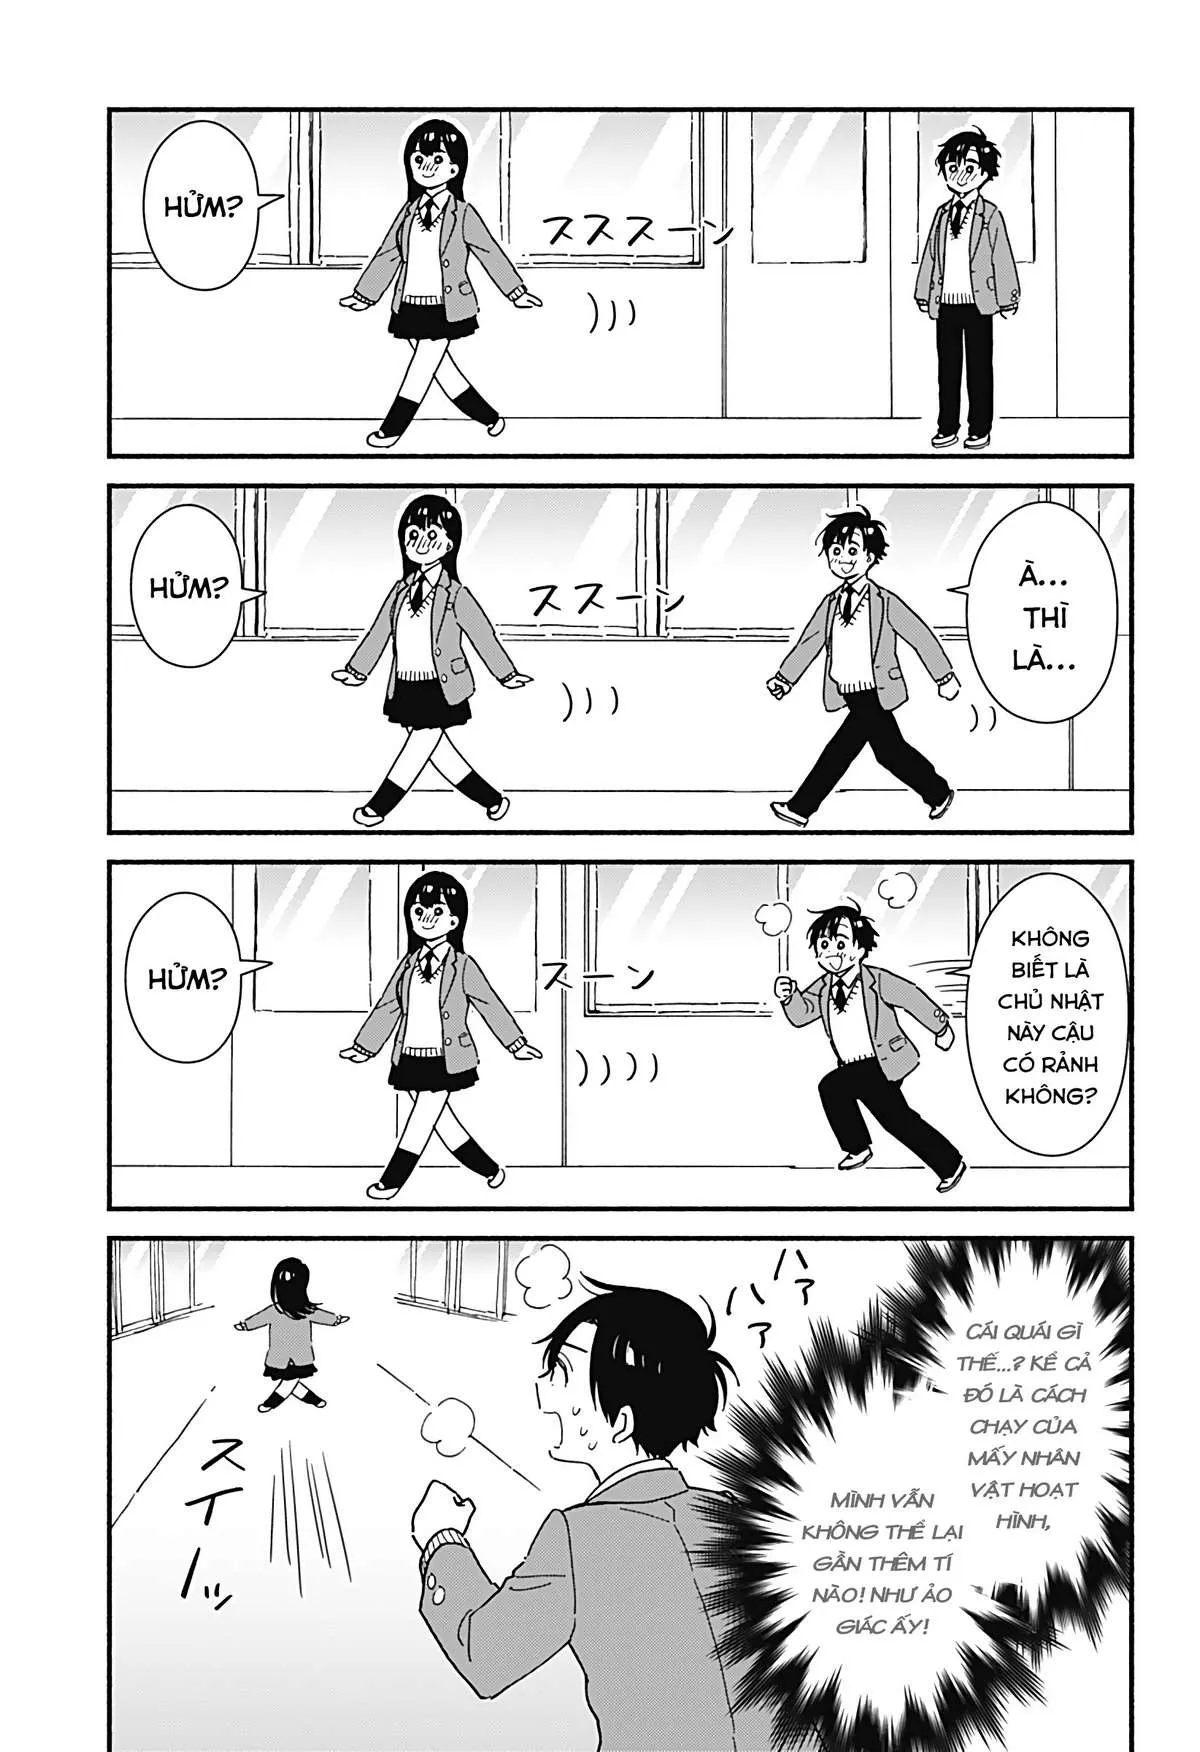 HỬM?
スススーン
À...
THÌ
LÀ...
ススーン
HỬM?
KHÔNG
BIẾT LÀ
CHỦ NHẬT
NÀY CẬU
CÓ RẢNH
KHÔNG?
スーン
HỬM?
CÁI QUÁI GÌ
THẾ...? KỂ CẢ
ĐÓ LÀ CÁCH
CHẠY CỦA
MẤY NHÂN
VẬT HOẠT
HÌNH,
MÌNH VẪN
KHÔNG THỂ LẠI
GẦN THÊM TÍ
NÀO! NHƯ ẢO
GIÁC ẤY!
ハァ
ハァ
スイーッ